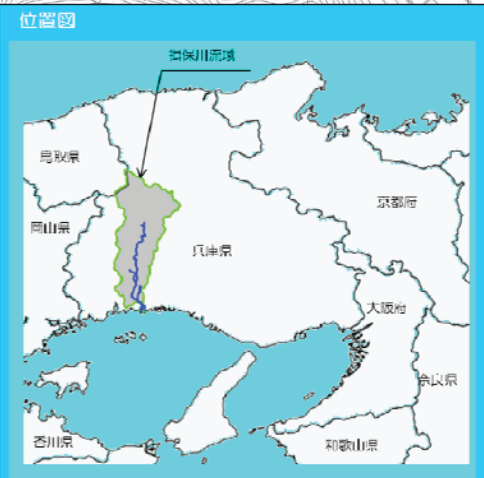 位置図
揖保川流域
鳥取県
京都府
岡山県
兵庫県
大阪府
奈良県
香川県
和歌山県